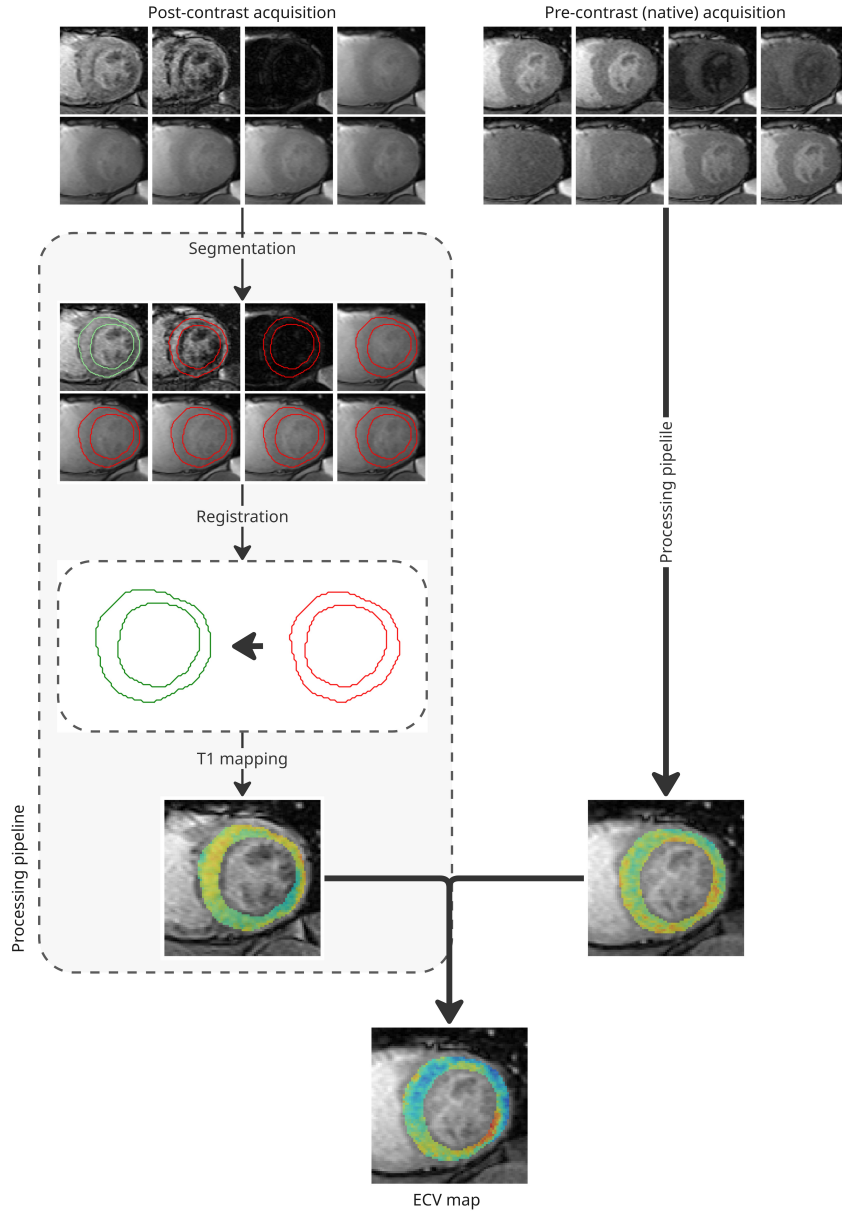 Post-contrast acquisition
Pre-contrast (native) acquisition
Segmentation
Registration
Processing pipelile
T1 mapping
Processing pipeline
ECV map